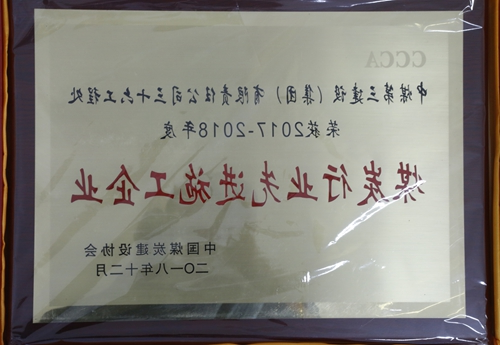 CCCA
中煤第三建设（集团）有限责任公司三十六工程处
荣获2017-2018年度
煤炭行业先进施工企业
中国煤炭建设协会
二〇一八年十二月